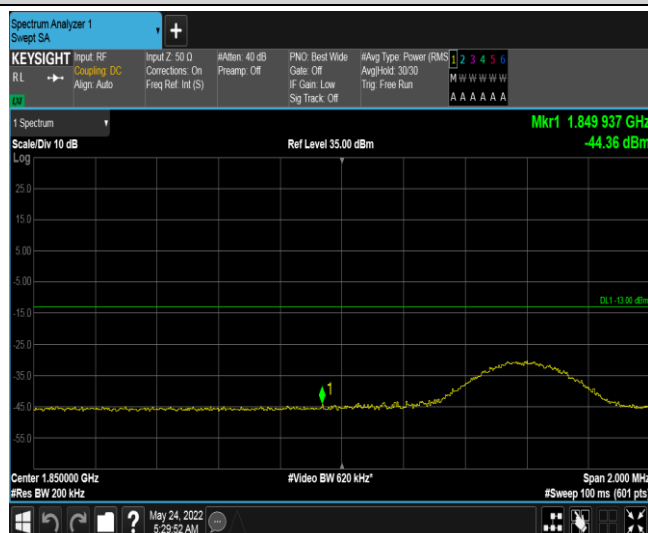 Spectrum Analyzer 1
Swept SA
+
KEYSIGHT Input: RF Input Z: 50 Ω #Atten: 40 dB PNO: Best Wide #Avg Type: Power (RMS 1 2 3 4 5 6
RL Coupling: DC Corrections: On Preamp: Off Gate: Off Avg|Hold: 30/30 M W W W W W
Align: Auto Freq Ref: Int (S) IF Gain: Low Trig: Free Run
Sig Track: Off A A A A A A
1 Spectrum Mkr1 1.849 937 GHz
Scale/Div 10 dB Ref Level 35.00 dBm -44.36 dBm
Log
25.0
15.0
5.00
-5.00
DL1 -13.00 dBm
-15.0
-25.0
-35.0
1
-45.0
-55.0
Center 1.850000 GHz #Video BW 620 kHz* Span 2.000 MHz
#Res BW 200 kHz #Sweep 100 ms (601 pts)
? May 24, 2022
5:29:52 AM